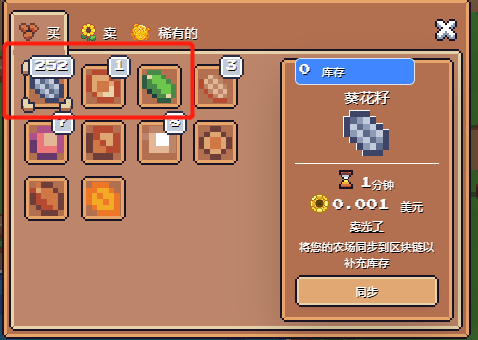 买
卖
稀有的
252
1
3
7
9
库存
葵花籽
1分钟
0.001 美元
卖光了
将您的农场同步到区块链以
补充库存
同步